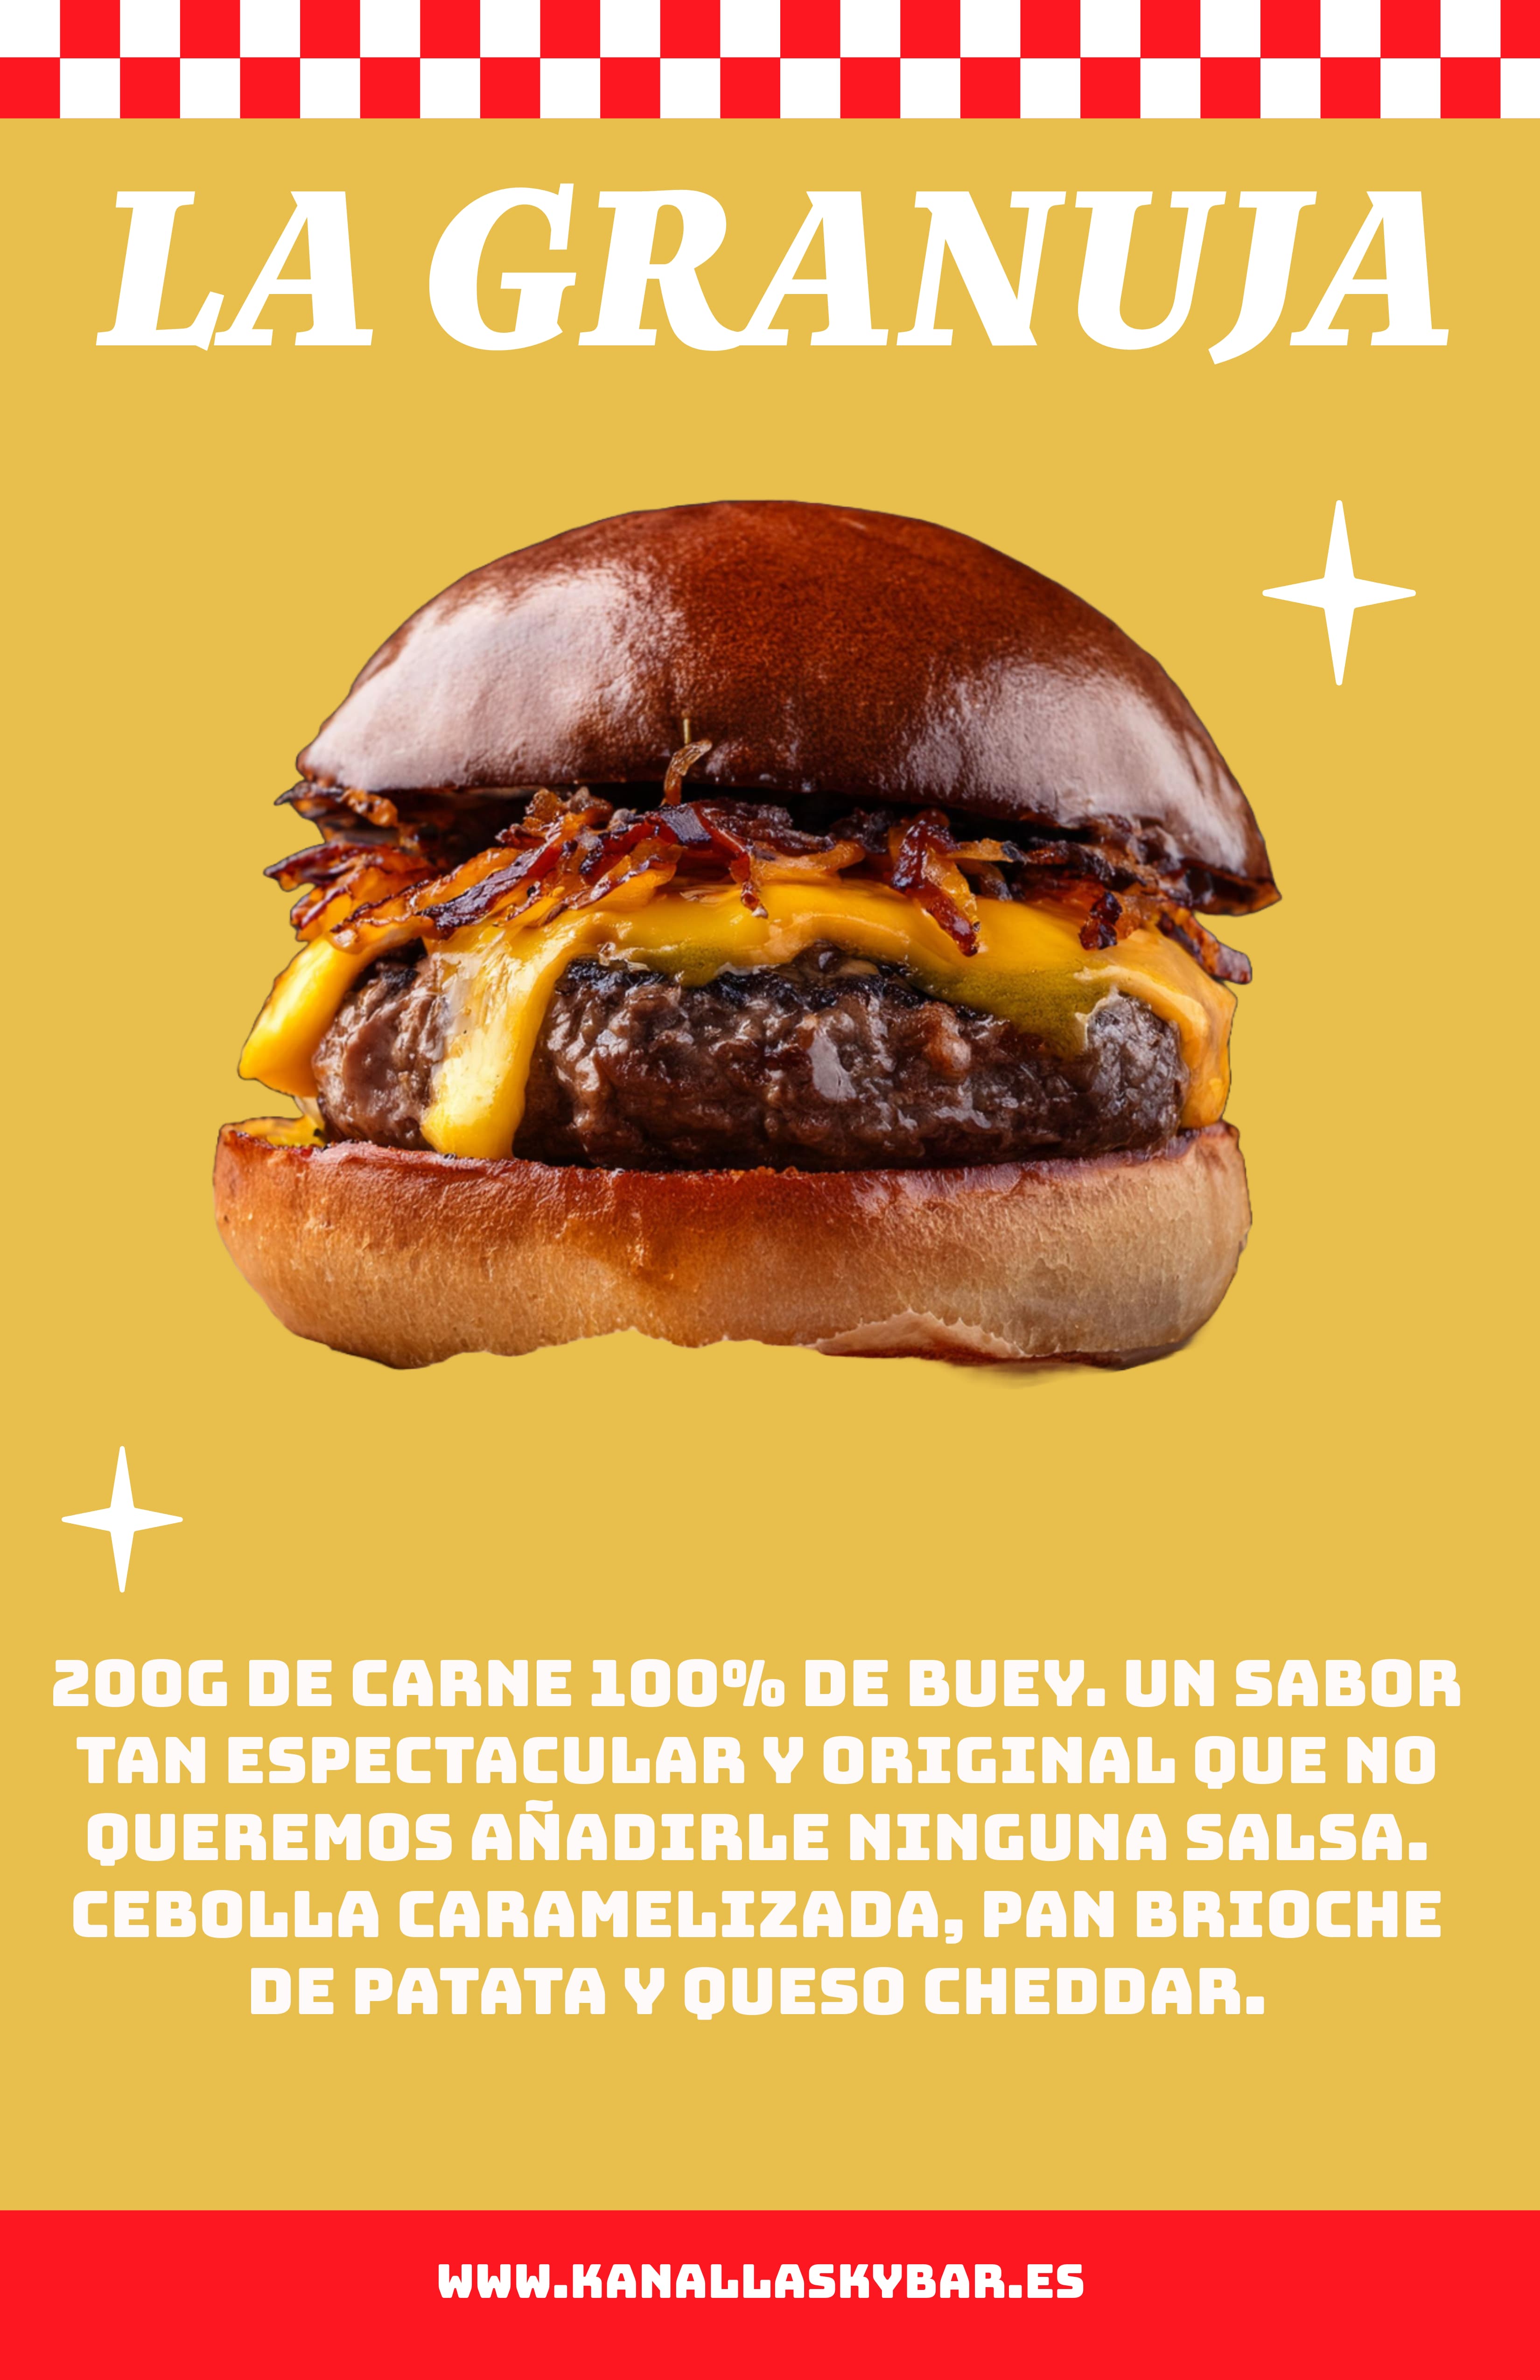 LA GRANUJA
200G DE CARNE 100% DE BUEY. UN SABOR
TAN ESPECTACULAR Y ORIGINAL QUE NO
QUEREMOS AÑADIRLE NINGUNA SALSA.
CEBOLLA CARAMELIZADA, PAN BRIOCHE
DE PATATA Y QUESO CHEDDAR.
WWW.KANALLASKYBAR.ES